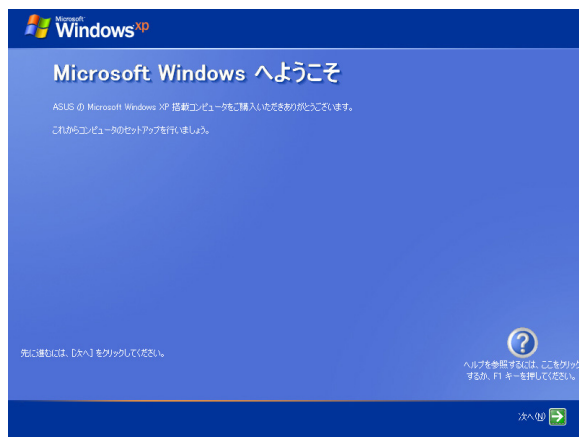 Microsoft
Windows xp
Microsoft Windows へようこそ
ASUS の Microsoft Windows XP 搭載コンピュータをご購入いただきありがとうございます。
これからコンピュータのセットアップを行いましょう。
先に進むには、[次へ] をクリックしてください。
?
ヘルプを参照するには、ここをクリック
するか、F1 キーを押してください。
次へ(N)